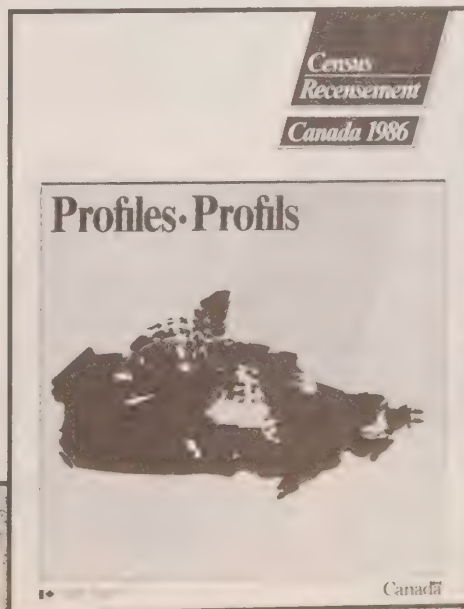 Census
Recensement
Canada 1986
Profiles • Profils
Canada